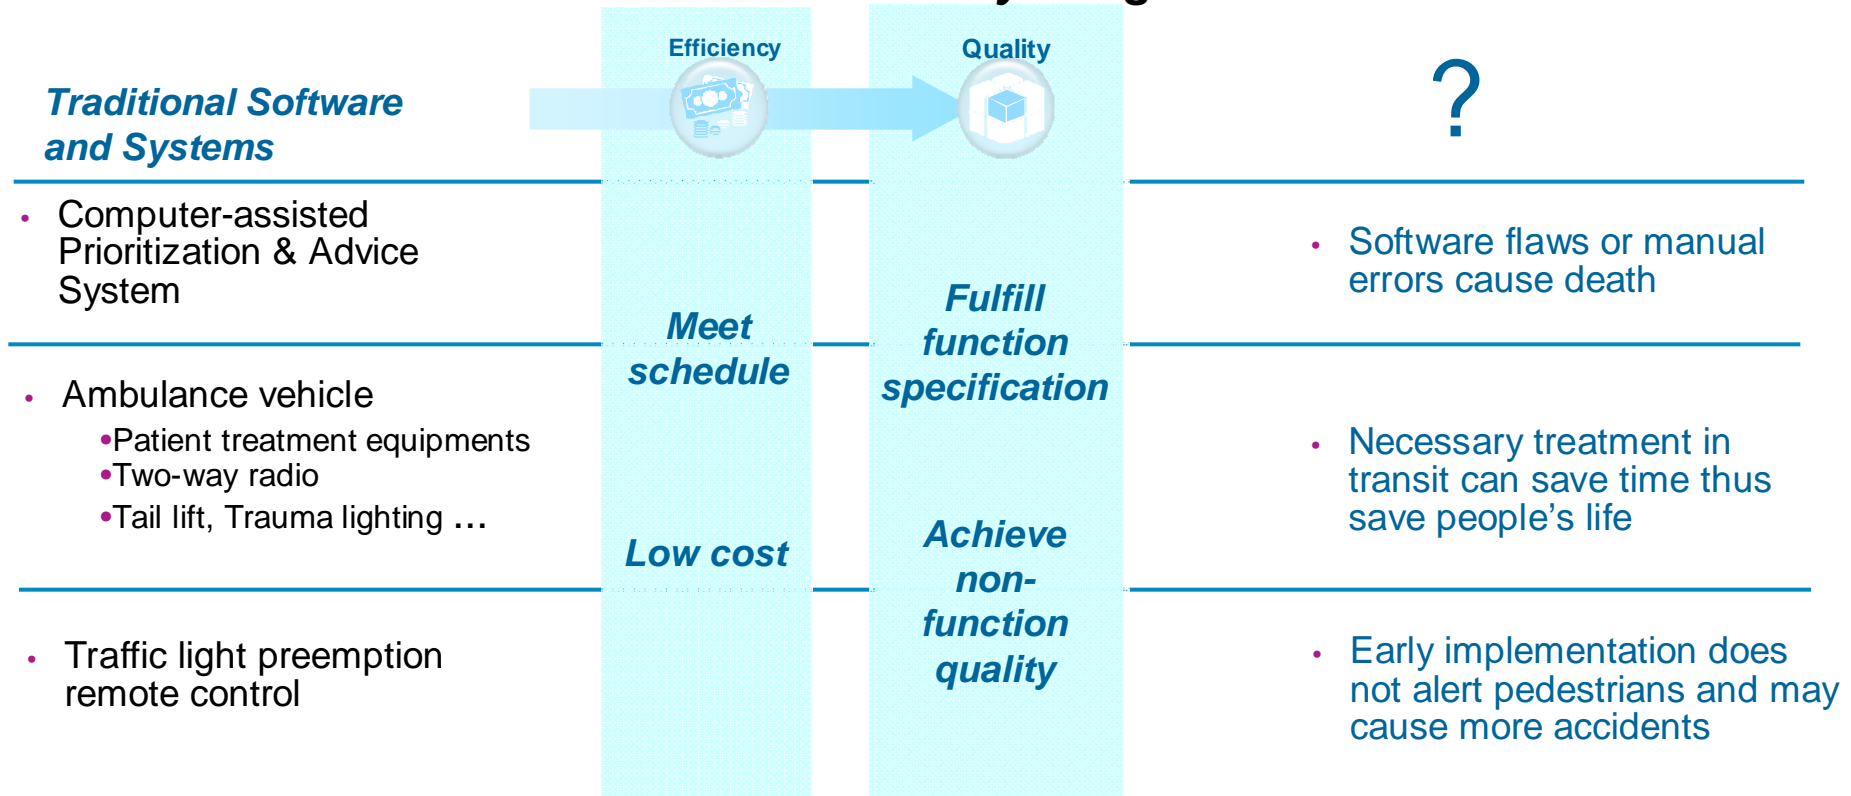 Efficiency
Quality
?
Traditional Software
and Systems
• Computer-assisted
Prioritization & Advice
System
Meet
schedule
Low cost
Fulfill
function
specification
Achieve
non-
function
quality
• Software flaws or manual
errors cause death
• Ambulance vehicle
•Patient treatment equipments
•Two-way radio
•Tail lift, Trauma lighting ...
• Necessary treatment in
transit can save time thus
save people’s life
• Traffic light preemption
remote control
• Early implementation does
not alert pedestrians and may
cause more accidents